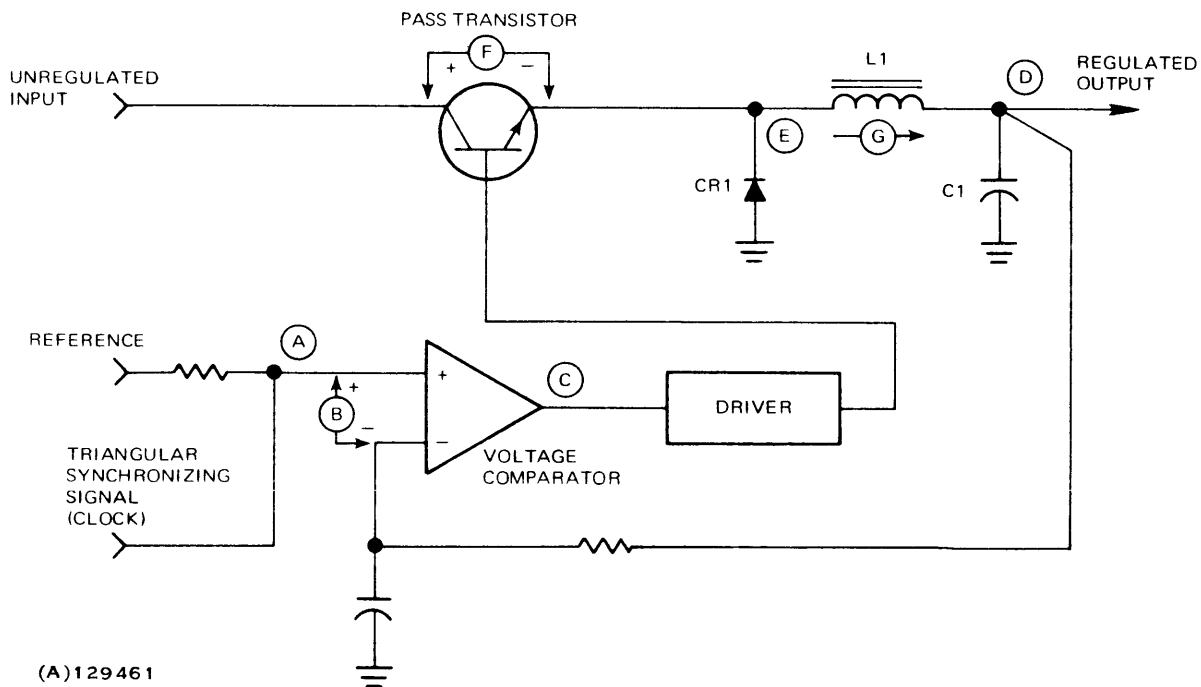 PASS TRANSISTOR
F
+ −
UNREGULATED
INPUT
L1
D
REGULATED
OUTPUT
E
G
CR1
C1
REFERENCE
A
+
B
−
+
−
C
DRIVER
VOLTAGE
COMPARATOR
TRIANGULAR
SYNCHRONIZING
SIGNAL
(CLOCK)
(A)129461